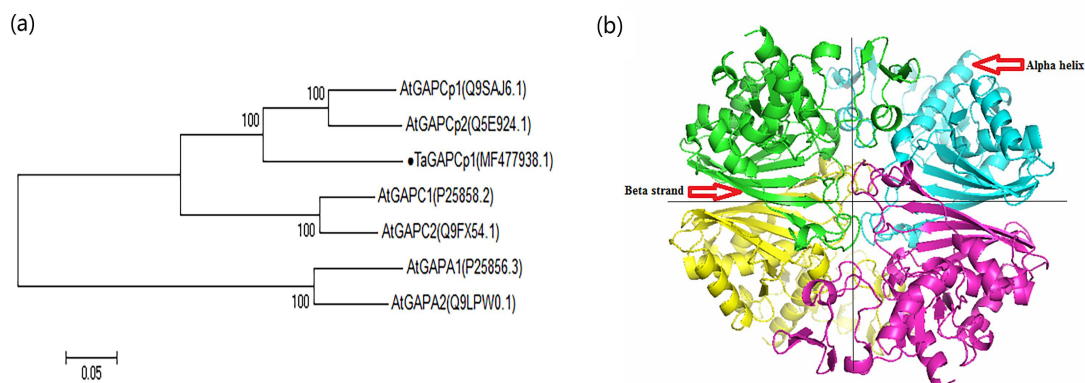 (a)
100
100
100
100
AtGAPCp1(Q9SAJ6.1)
AtGAPCp2(Q5E924.1)
●TaGAPCp1(MF477938.1)
AtGAPC1(P25858.2)
AtGAPC2(Q9FX54.1)
AtGAPA1(P25856.3)
AtGAPA2(Q9LPW0.1)
0.05
(b)
Alpha helix
Beta strand